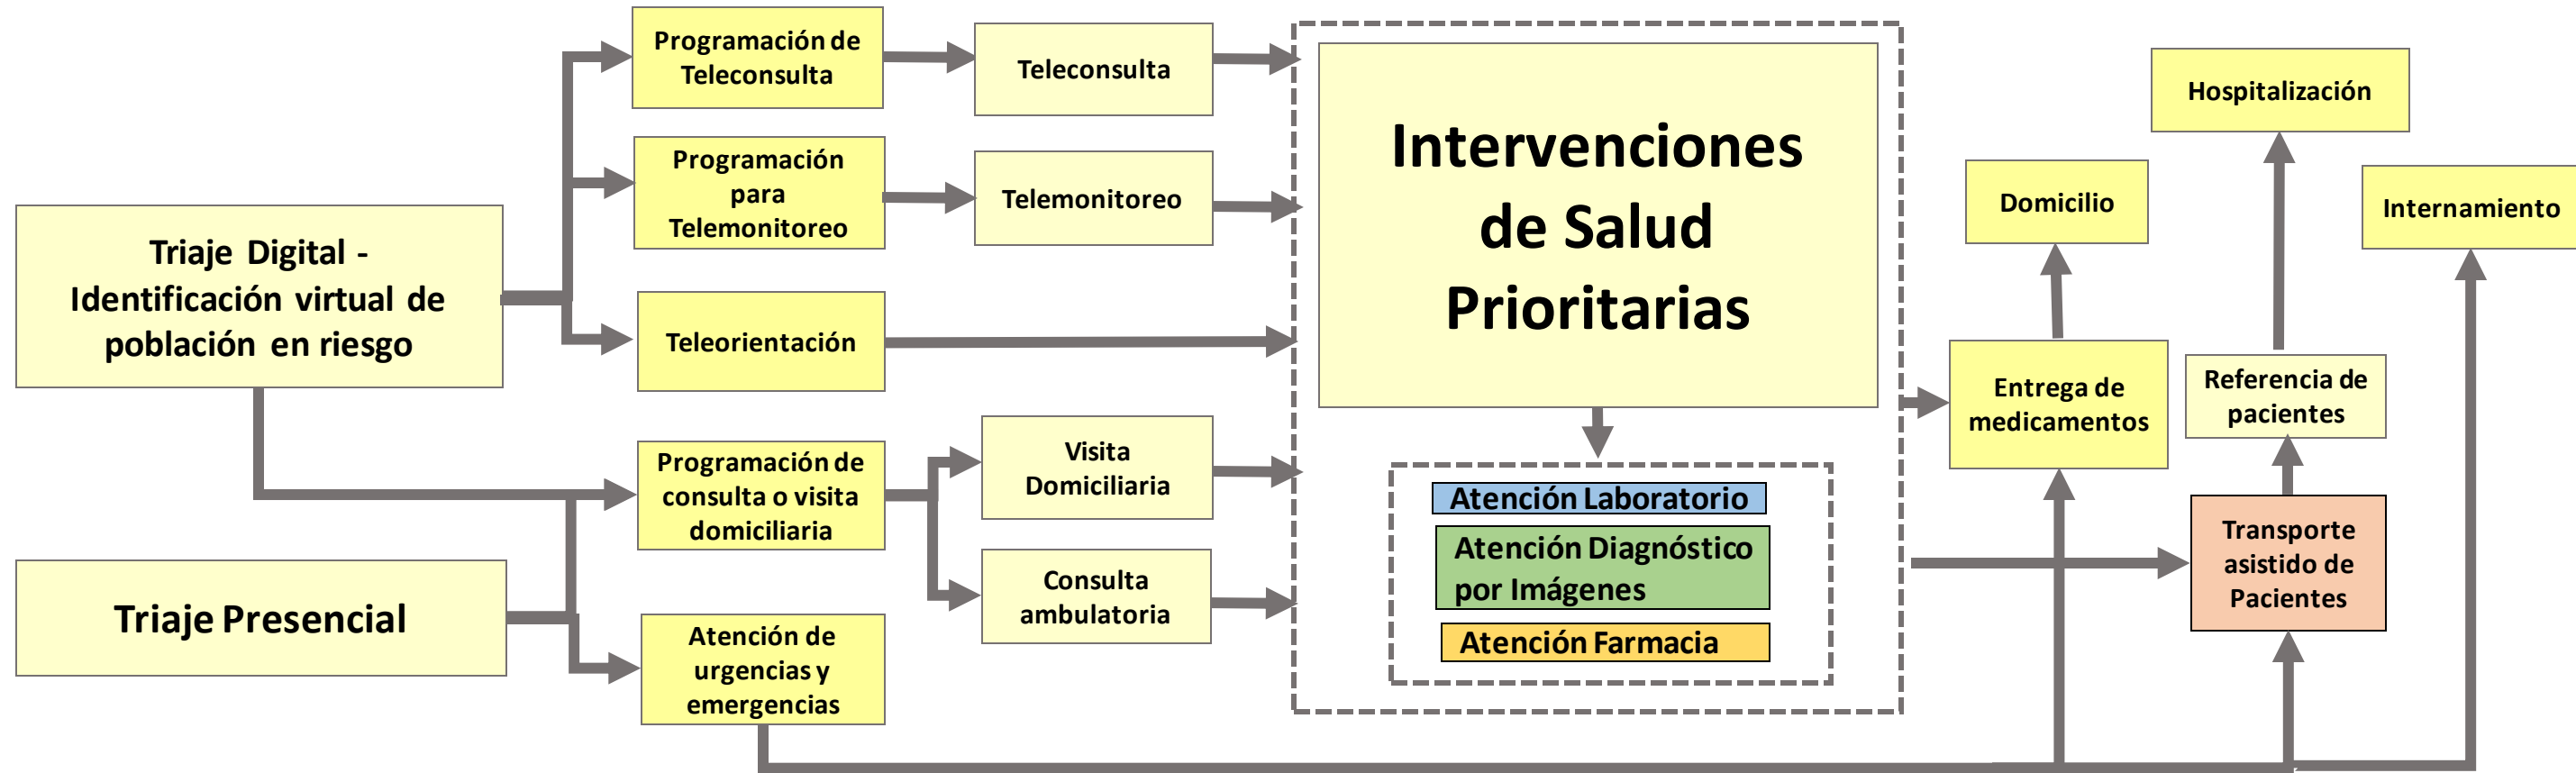 Programación de
Teleconsulta
Teleconsulta
Programación
para
Telemonitoreo
Telemonitoreo
Triaje Digital -
Identificación virtual de
población en riesgo
Teleorientación
Programación de
consulta o visita
domiciliaria
Visita
Domiciliaria
Consulta
ambulatoria
Triaje Presencial
Atención de
urgencias y
emergencias
Intervenciones
de Salud
Prioritarias
Atención Laboratorio
Atención Diagnóstico
por Imágenes
Atención Farmacia
Hospitalización
Domicilio
Internamiento
Entrega de
medicamentos
Referencia de
pacientes
Transporte
asistido de
Pacientes